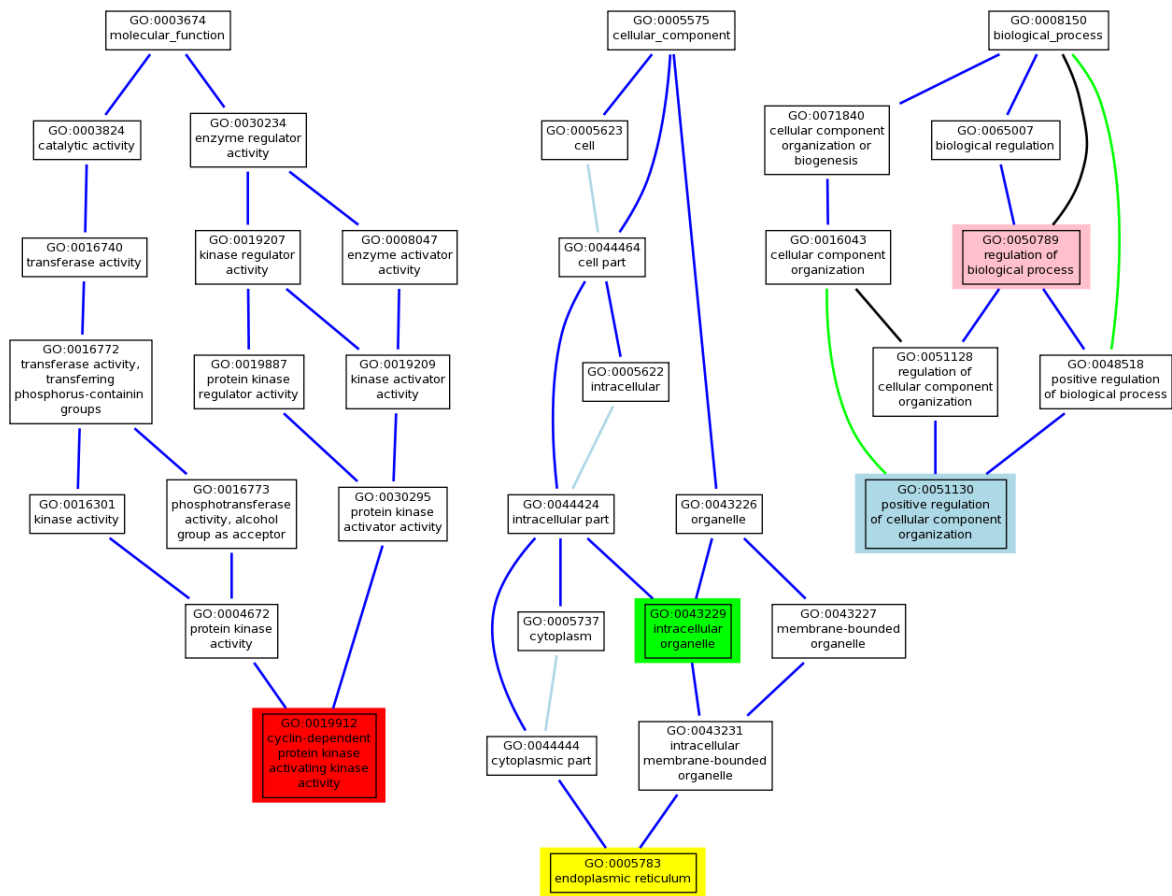 GO:0003674
molecular_function
GO:0005575
cellular_component
GO:0008150
biological_process
GO:0003824
catalytic activity
GO:0030234
enzyme regulator
activity
GO:0005623
cell
GO:0071840
cellular component
organization or
biogenesis
GO:0065007
biological regulation
GO:0016740
transferase activity
GO:0019207
kinase regulator
activity
GO:0008047
enzyme activator
activity
GO:0044464
cell part
GO:0016043
cellular component
organization
GO:0050789
regulation of
biological process
GO:0016772
transferase activity,
transferring
phosphorus-containin
groups
GO:0019887
protein kinase
regulator activity
GO:0019209
kinase activator
activity
GO:0005622
intracellular
GO:0051128
regulation of
cellular component
organization
GO:0048518
positive regulation
of biological process
GO:0016301
kinase activity
GO:0016773
phosphotransferase
activity, alcohol
group as acceptor
GO:0030295
protein kinase
activator activity
GO:0044424
intracellular part
GO:0043226
organelle
GO:0051130
positive regulation
of cellular component
organization
GO:0004672
protein kinase
activity
GO:0005737
cytoplasm
GO:0043229
intracellular
organelle
GO:0043227
membrane-bounded
organelle
GO:0019912
cyclin-dependent
protein kinase
activating kinase
activity
GO:0044444
cytoplasmic part
GO:0043231
intracellular
membrane-bounded
organelle
GO:0005783
endoplasmic reticulum